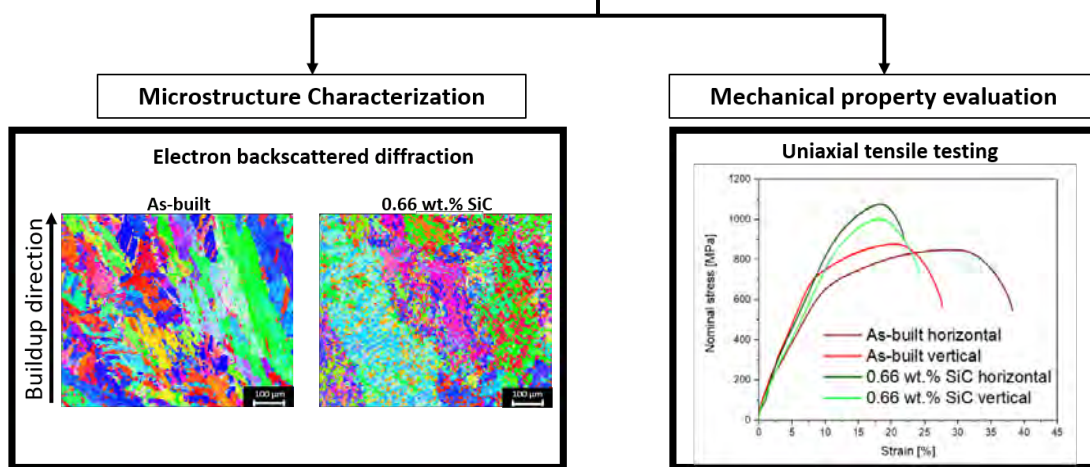 Microstructure Characterization
Electron backscattered diffraction
As-built
0.66 wt.% SiC
Buildup direction
100 µm
100 µm
Mechanical property evaluation
Uniaxial tensile testing
Nominal stress [MPa]
1200
1000
800
600
400
200
0
As-built horizontal
As-built vertical
0.66 wt.% SiC horizontal
0.66 wt.% SiC vertical
0 5 10 15 20 25 30 35 40 45
Strain [%]